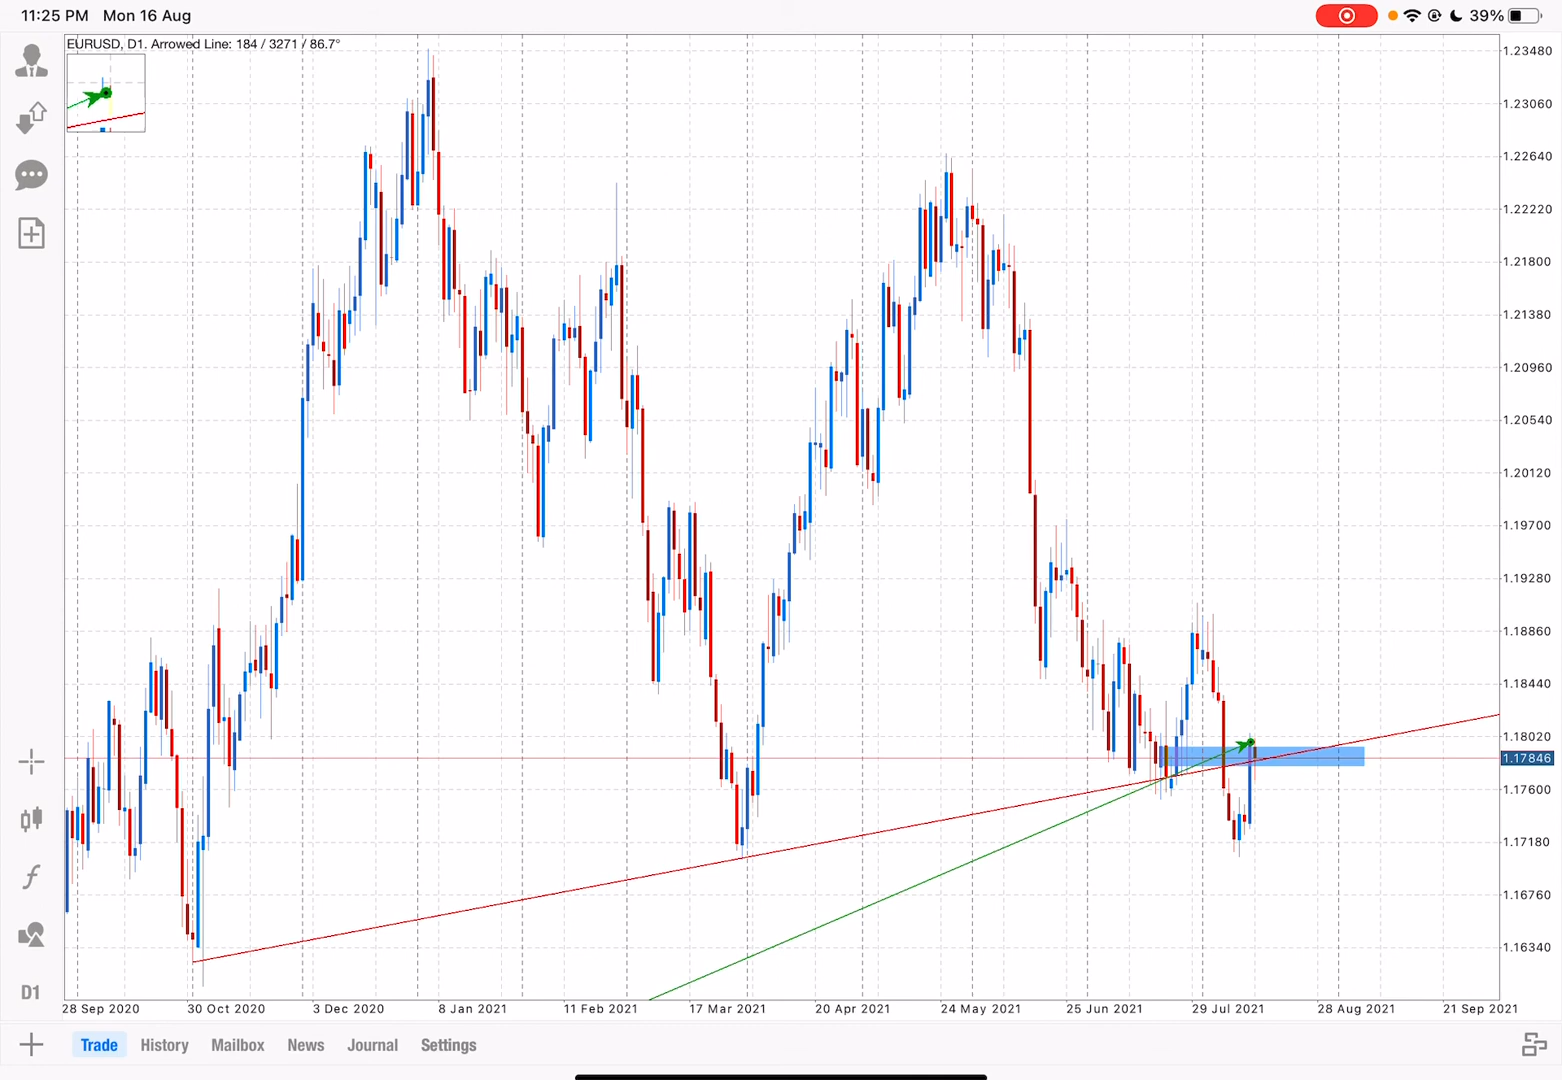 11:25 PM Mon 16 Aug
39%
EURUSD, D1. Arrowed Line: 184 / 3271 / 86.7°
1.23480
1.23060
1.22640
1.22220
1.21800
1.21380
1.20960
1.20540
1.20120
1.19700
1.19280
1.18860
1.18440
1.18020
1.17846
1.17600
1.17180
1.16760
1.16340
D1
28 Sep 2020
30 Oct 2020
3 Dec 2020
8 Jan 2021
11 Feb 2021
17 Mar 2021
20 Apr 2021
24 May 2021
25 Jun 2021
29 Jul 2021
28 Aug 2021
21 Sep 2021
Trade History Mailbox News Journal Settings